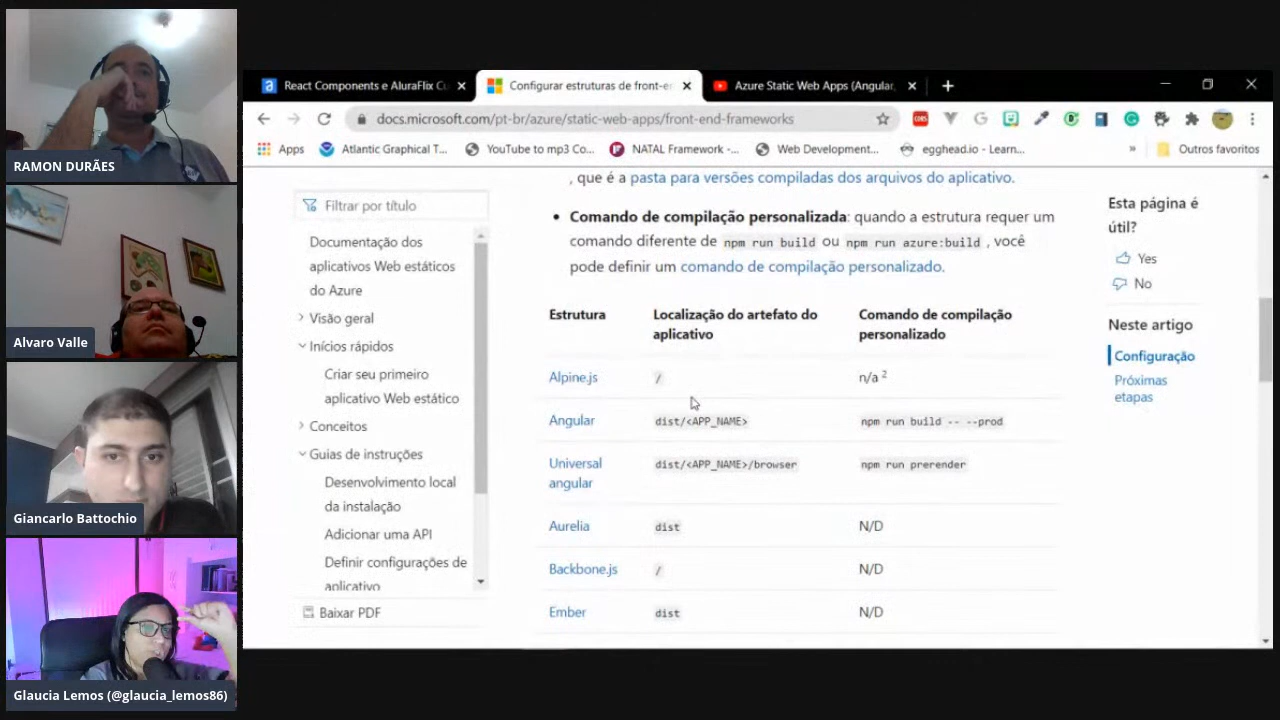 RAMON DURÃES
Alvaro Valle
Giancarlo Battochio
Glaucia Lemos (@glaucia_lemos86)
React Components e AluraFlix Cu
Configurar estruturas de front-en
Azure Static Web Apps (Angular,
docs.microsoft.com/pt-br/azure/static-web-apps/front-end-frameworks
Apps
Atlantic Graphical T...
YouTube to mp3 Co...
NATAL Framework -...
Web Development...
egghead.io - Learn...
»
Outros favoritos
Filtrar por título
Documentação dos
aplicativos Web estáticos
do Azure
Visão geral
Inícios rápidos
Criar seu primeiro
aplicativo Web estático
Conceitos
Guias de instruções
Desenvolvimento local
da instalação
Adicionar uma API
Definir configurações de
aplicativo
Baixar PDF
, que é a pasta para versões compiladas dos arquivos do aplicativo.
• Comando de compilação personalizada: quando a estrutura requer um
comando diferente de npm run build ou npm run azure:build , você
pode definir um comando de compilação personalizado.
Estrutura Localização do artefato do aplicativo Comando de compilação personalizado
Alpine.js / n/a 2
Angular dist/<APP_NAME> npm run build -- --prod
Universal angular dist/<APP_NAME>/browser npm run prerender
Aurelia dist N/D
Backbone.js / N/D
Ember dist N/D
Esta página é
útil?
Yes
No
Neste artigo
Configuração
Próximas
etapas